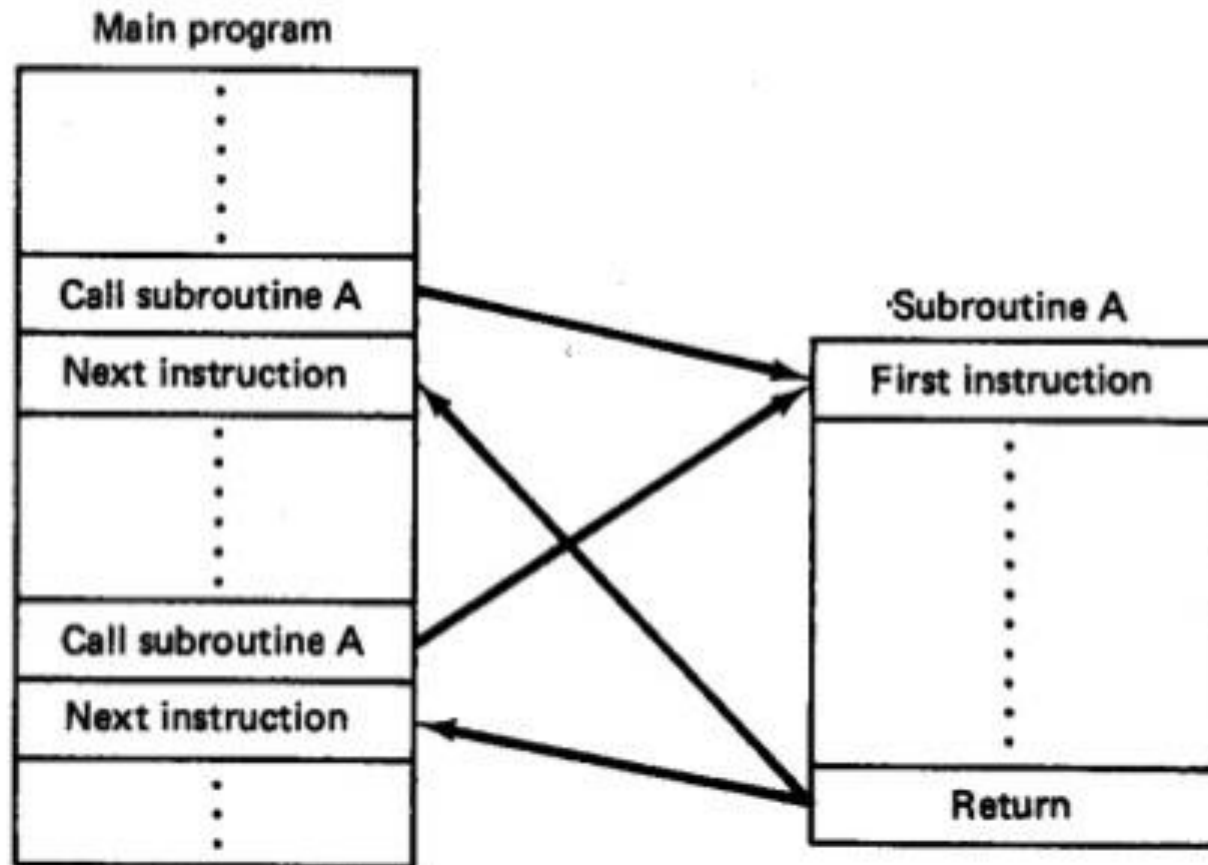 Main program
Call subroutine A
Next instruction
Call subroutine A
Next instruction
Subroutine A
First instruction
Return